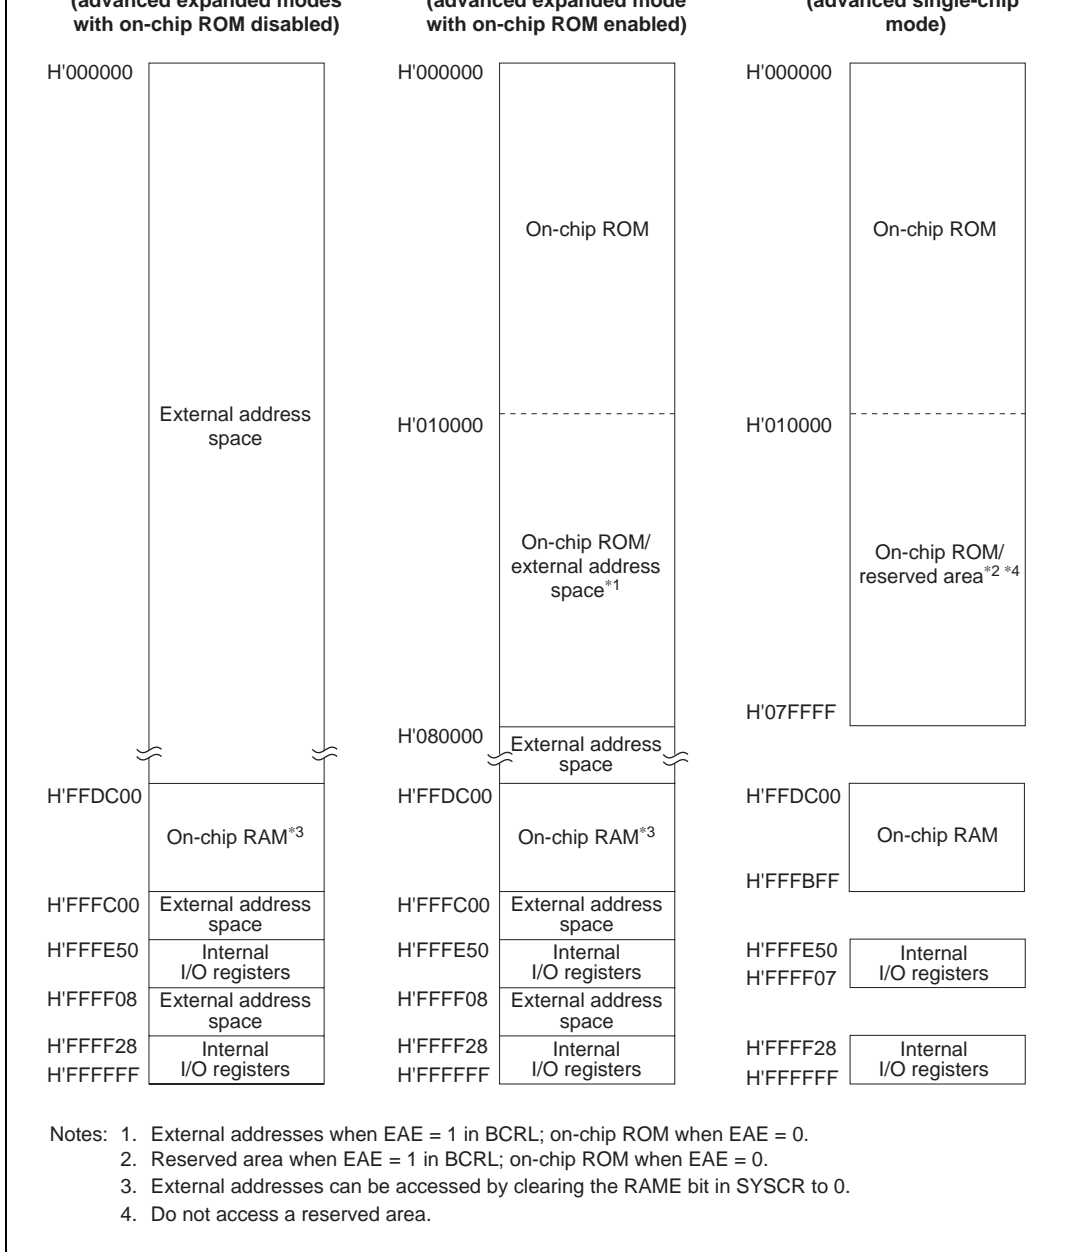 (advanced expanded modes
with on-chip ROM disabled)
(advanced expanded mode
with on-chip ROM enabled)
(advanced single-chip
mode)
H'000000
External address
space
H'FFDC00
On-chip RAM*3
H'FFFC00
External address
space
H'FFFE50
Internal
I/O registers
H'FFFF08
External address
space
H'FFFF28
Internal
I/O registers
H'FFFFFF
H'000000
On-chip ROM
H'010000
On-chip ROM/
external address
space*1
H'080000
External address
space
H'FFDC00
On-chip RAM*3
H'FFFC00
External address
space
H'FFFE50
Internal
I/O registers
H'FFFF08
External address
space
H'FFFF28
Internal
I/O registers
H'FFFFFF
H'000000
On-chip ROM
H'010000
On-chip ROM/
reserved area*2 *4
H'07FFFF
H'FFDC00
On-chip RAM
H'FFFBFF
H'FFFE50
Internal
I/O registers
H'FFFF07
H'FFFF28
Internal
I/O registers
H'FFFFFF
Notes: 1. External addresses when EAE = 1 in BCRL; on-chip ROM when EAE = 0.
2. Reserved area when EAE = 1 in BCRL; on-chip ROM when EAE = 0.
3. External addresses can be accessed by clearing the RAME bit in SYSCR to 0.
4. Do not access a reserved area.